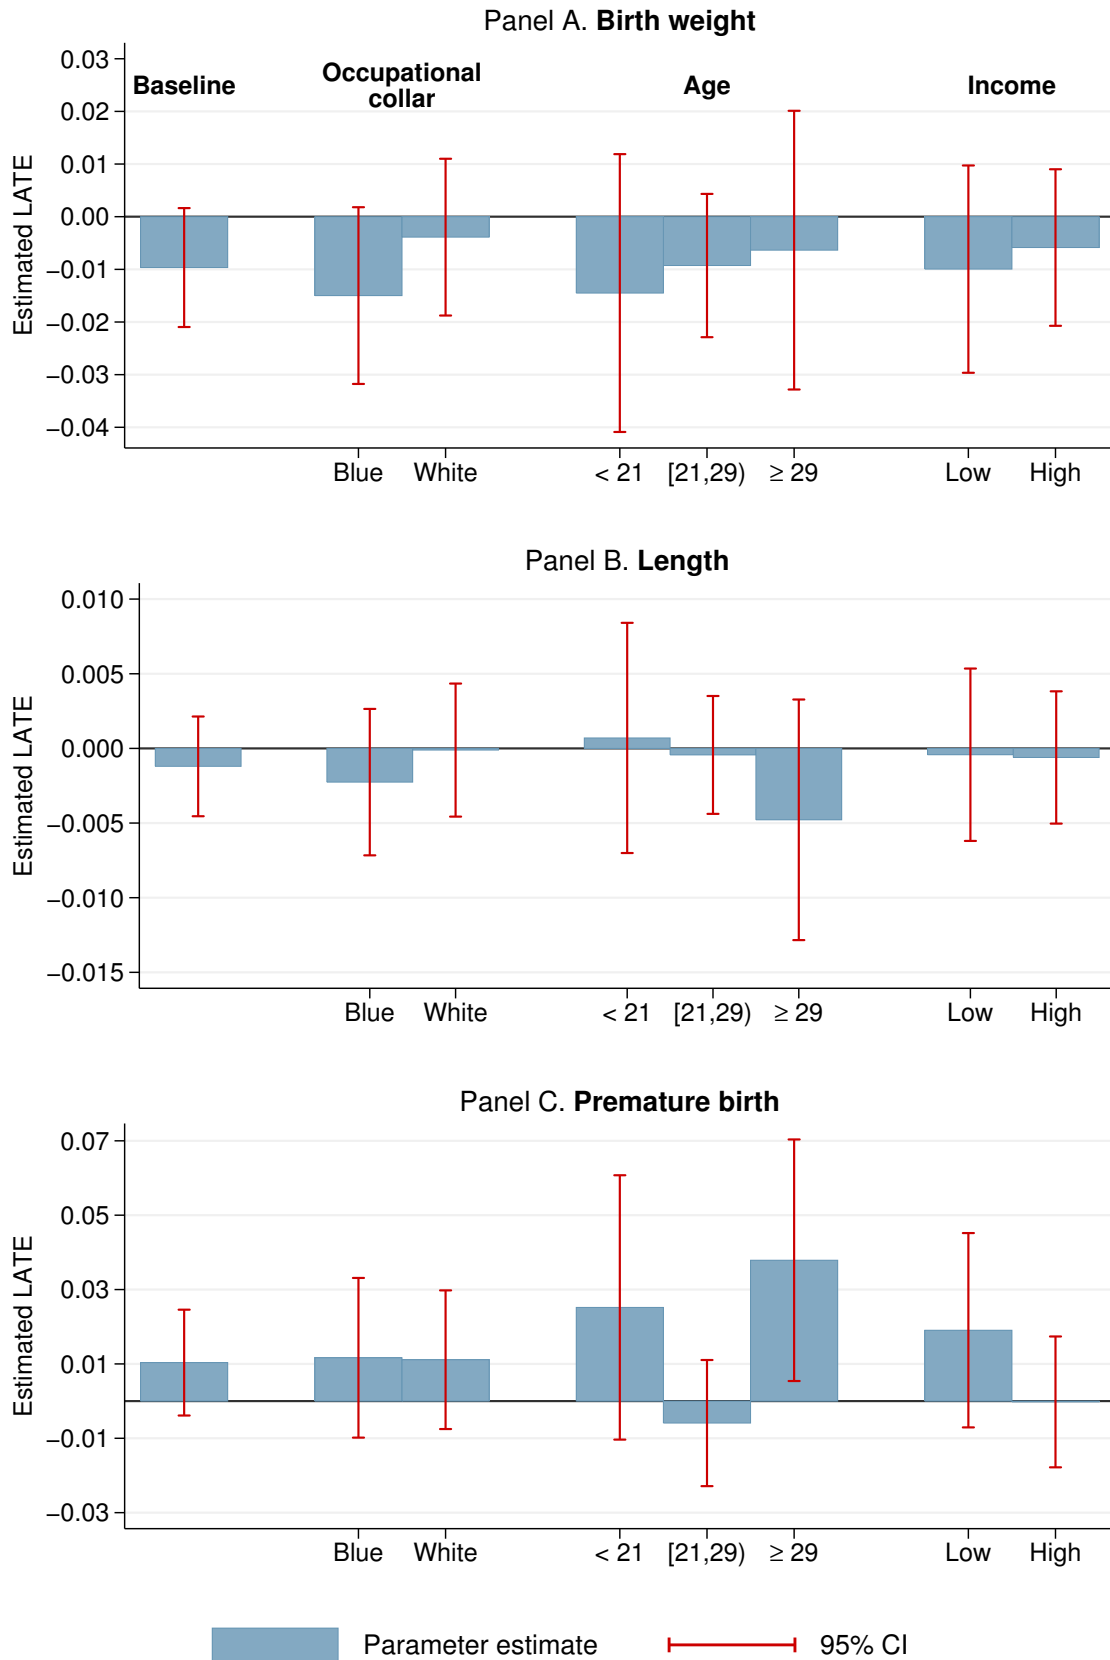 Panel A. Birth weight
Estimated LATE
0.03
0.02
0.01
0.00
−0.01
−0.02
−0.03
−0.04
Baseline
Occupational
collar
Age
Income
Blue White < 21 [21,29) ≥ 29 Low High
Panel B. Length
Estimated LATE
0.010
0.005
0.000
−0.005
−0.010
−0.015
Blue White < 21 [21,29) ≥ 29 Low High
Panel C. Premature birth
Estimated LATE
0.07
0.05
0.03
0.01
−0.01
−0.03
Blue White < 21 [21,29) ≥ 29 Low High
Parameter estimate 95% CI